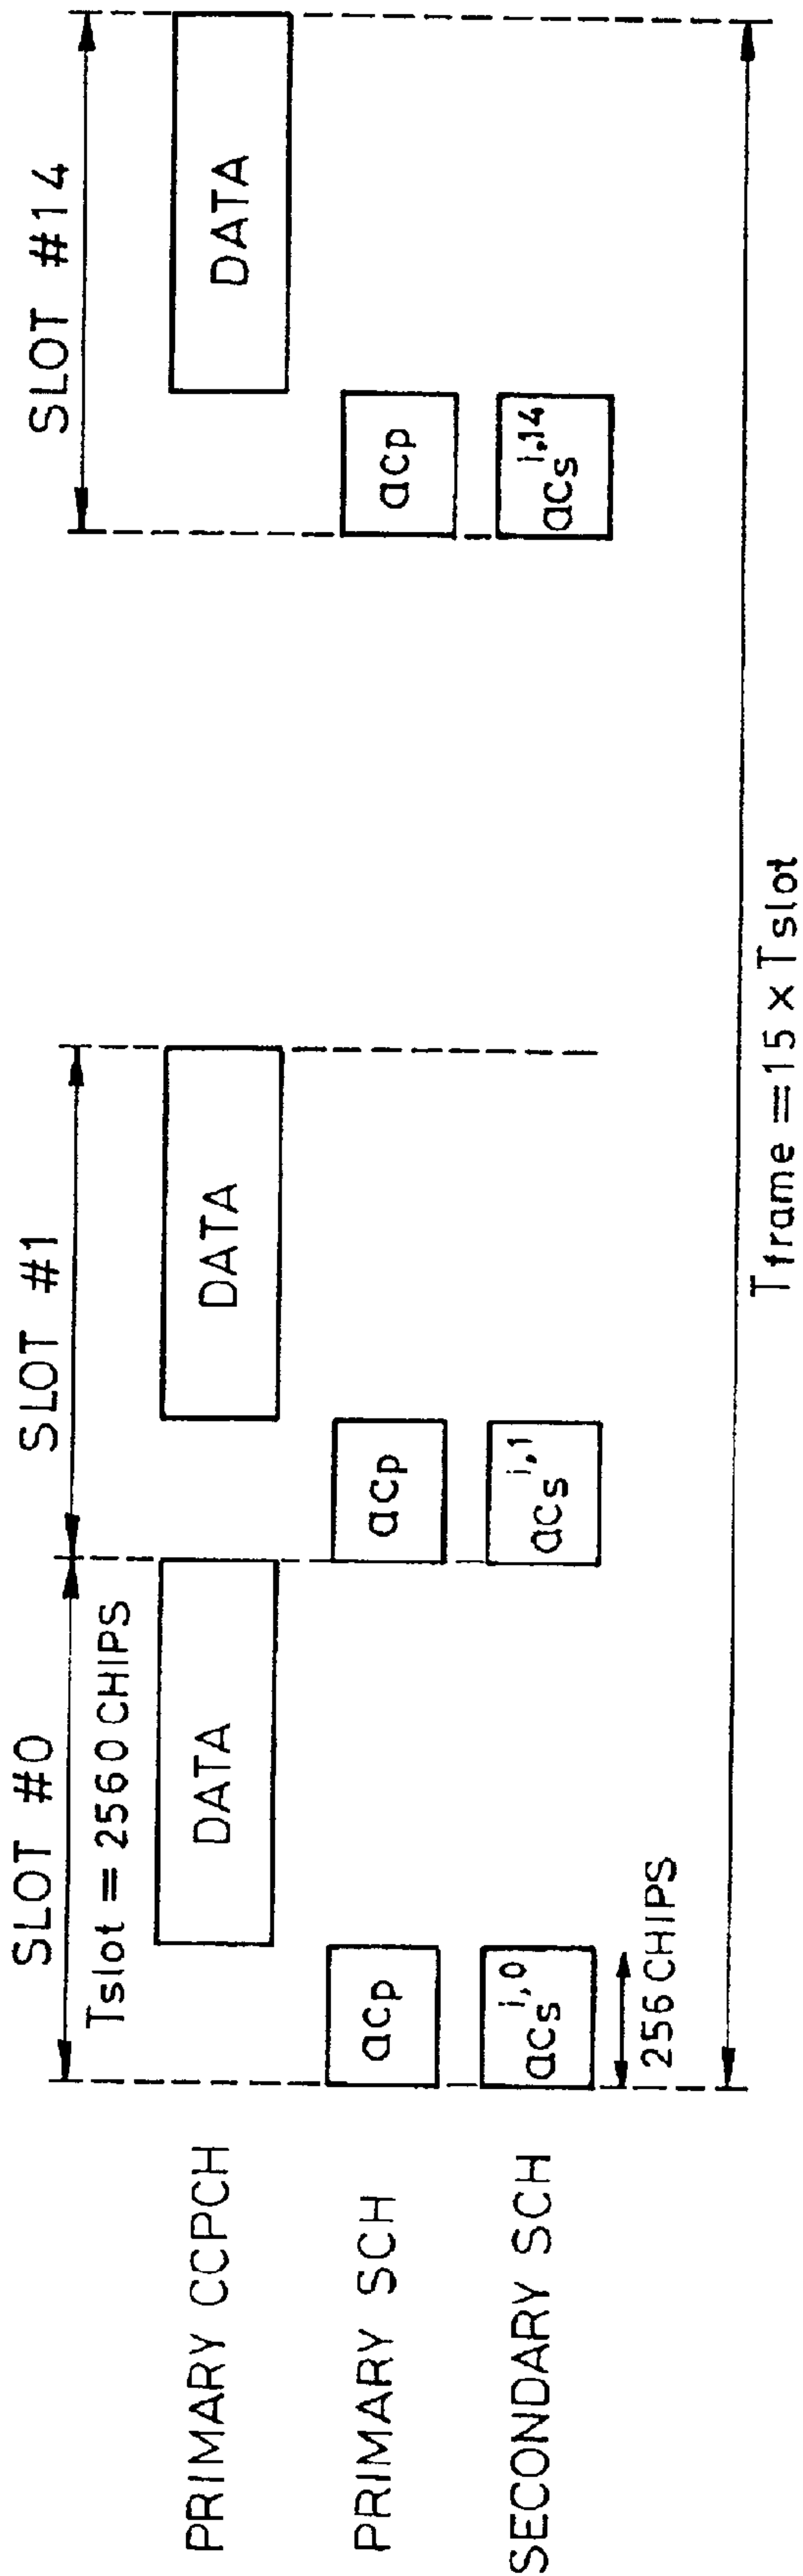 SLOT #0
SLOT #1
SLOT #14
Tslot = 2560 CHIPS
PRIMARY CCPCH
DATA
DATA
DATA
PRIMARY SCH
acp
acp
acp
SECONDARY SCH
acs i,0
acs i,1
acs i,14
256 CHIPS
Tframe = 15 x Tslot